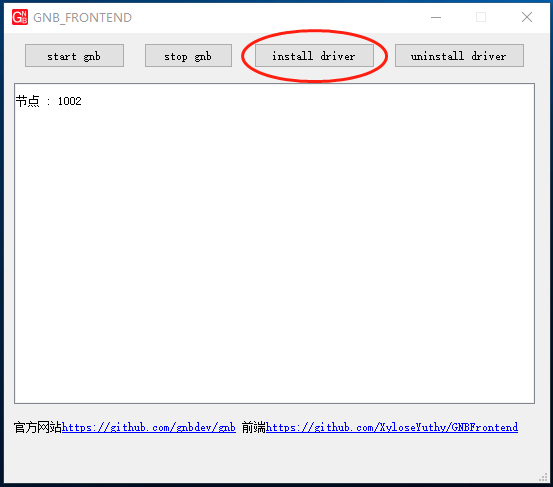 GNB GNB_FRONTEND
start gnb stop gnb install driver uninstall driver
节点 : 1002
官方网站https://github.com/gnbdev/gnb 前端https://github.com/XyloseYuthy/GNBFrontend